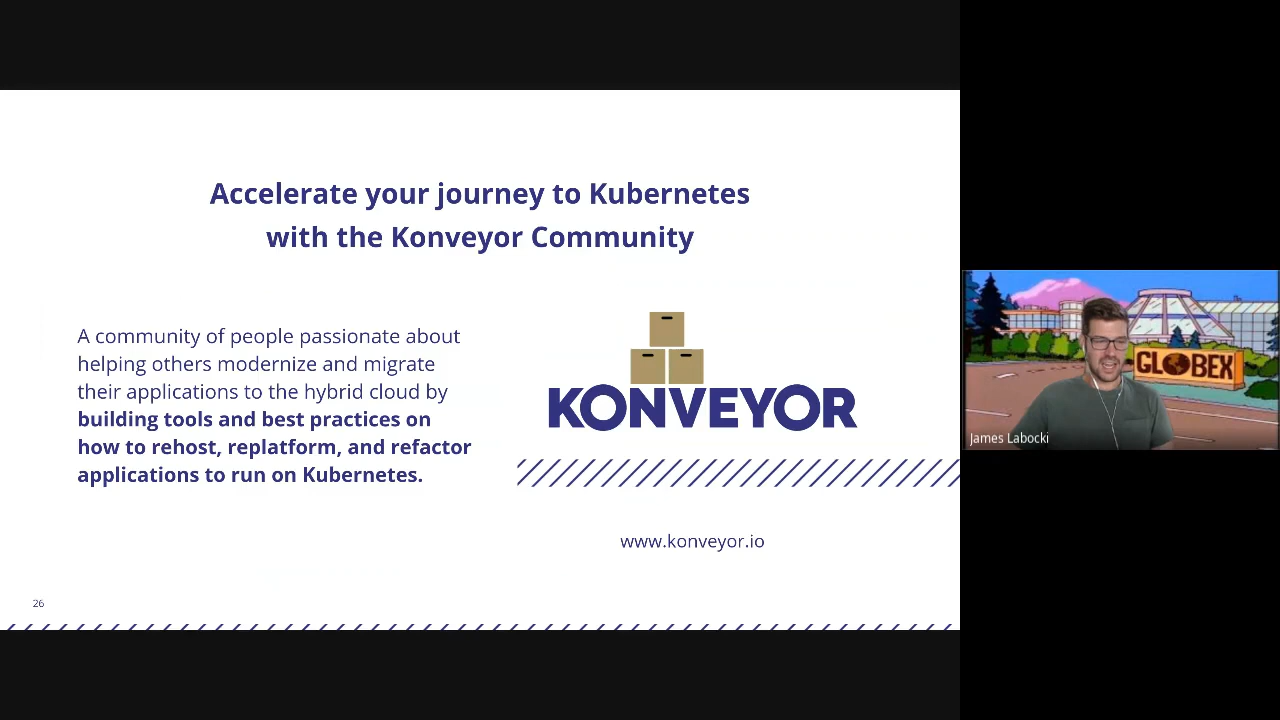 Accelerate your journey to Kubernetes
with the Konveyor Community
A community of people passionate about
helping others modernize and migrate
their applications to the hybrid cloud by
building tools and best practices on
how to rehost, replatform, and refactor
applications to run on Kubernetes.
KONVEYOR
www.konveyor.io
26
GLOBEX
James Labocki